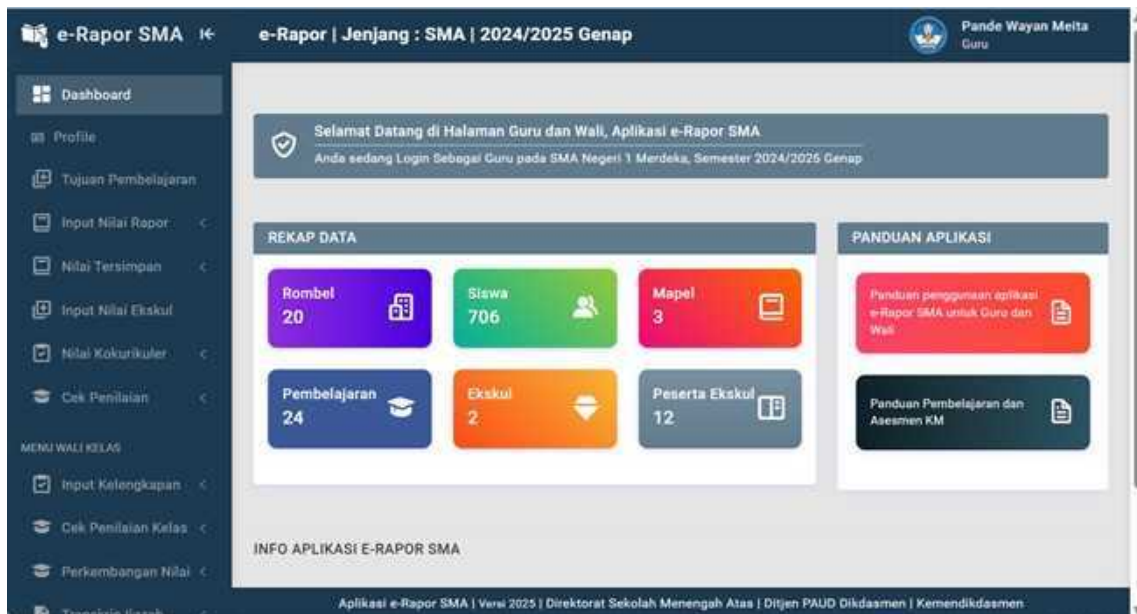 e-Rapor SMA
e-Rapor | Jenjang : SMA | 2024/2025 Genap
Pande Wayan Meita
Guru
Dashboard
Profile
Tujuan Pembelajaran
Input Nilai Rapor
Nilai Tersimpan
Input Nilai Ekskul
Nilai Kokurikuler
Cek Penilaian
MENU WALI KELAS
Input Kelengkapan
Cek Penilaian Kelas
Perkembangan Nilai
Selamat Datang di Halaman Guru dan Wali, Aplikasi e-Rapor SMA
Anda sedang Login Sebagai Guru pada SMA Negeri 1 Merdeka, Semester 2024/2025 Genap
REKAP DATA
Rombel
20
Siswa
706
Mapel
3
Pembelajaran
24
Ekskul
2
Peserta Ekskul
12
PANDUAN APLIKASI
Panduan penggunaan aplikasi
e-Rapor SMA untuk Guru dan
Wali
Panduan Pembelajaran dan
Asesmen KM
INFO APLIKASI E-RAPOR SMA
Aplikasi e-Rapor SMA | Versi 2025 | Direktorat Sekolah Menengah Atas | Ditjen PAUD Dikdasmen | Kemendikdasmen